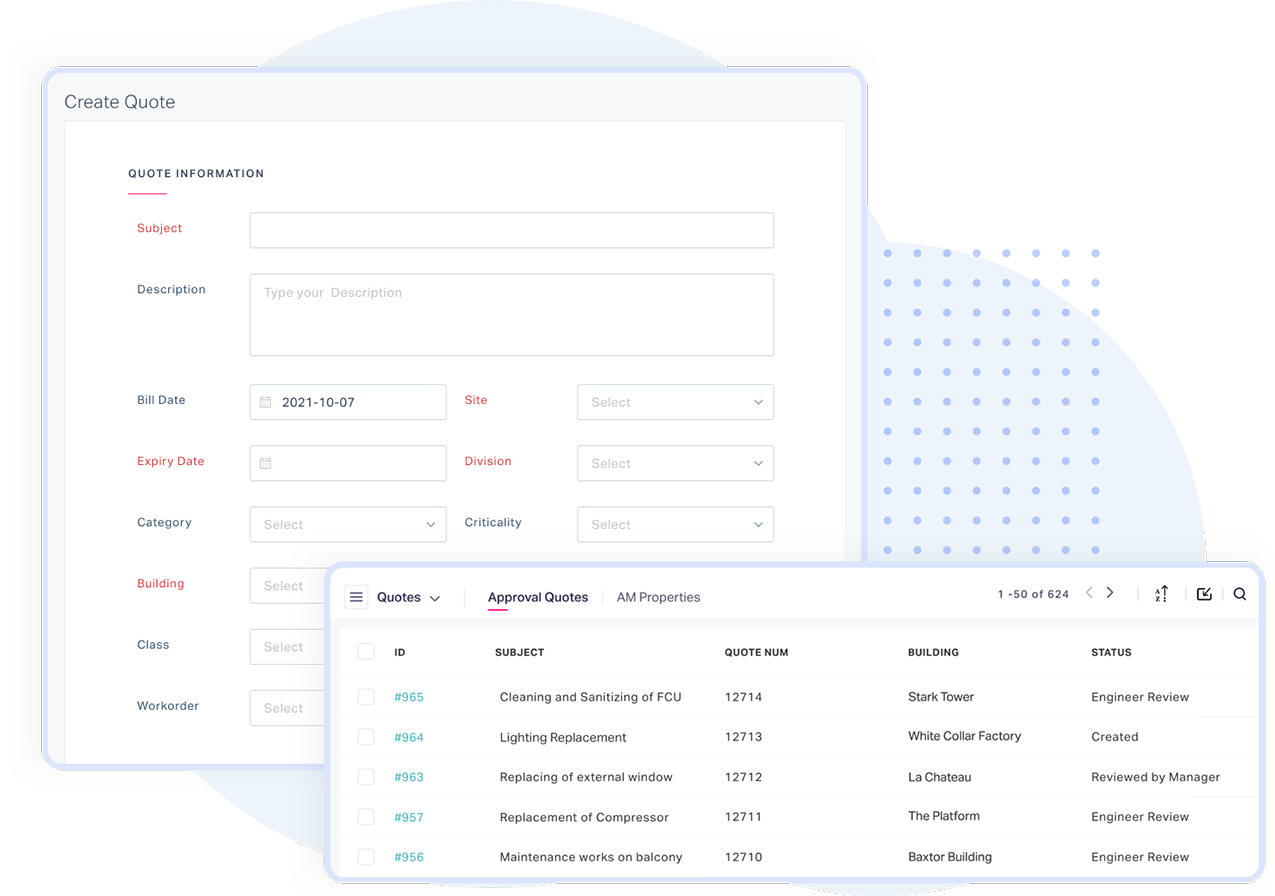 Create Quote
QUOTE INFORMATION
Subject
Description
Type your Description
Bill Date
2021-10-07
Site
Select
Expiry Date
Division
Select
Category
Select
Criticality
Select
Building
Select
Class
Select
Workorder
Select
Quotes
Approval Quotes
AM Properties
1 -50 of 624
A
Z
ID SUBJECT QUOTE NUM BUILDING STATUS
#965 Cleaning and Sanitizing of FCU 12714 Stark Tower Engineer Review
#964 Lighting Replacement 12713 White Collar Factory Created
#963 Replacing of external window 12712 La Chateau Reviewed by Manager
#957 Replacement of Compressor 12711 The Platform Engineer Review
#956 Maintenance works on balcony 12710 Baxtor Building Engineer Review